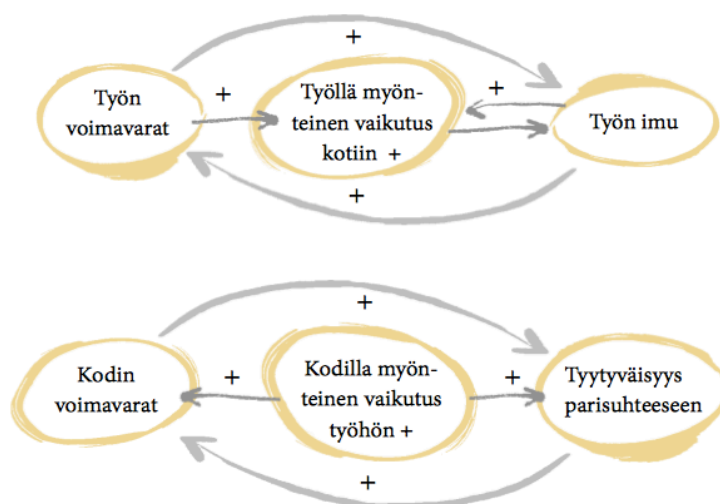 +
Työn
voimavarat
+
Työllä myön-
teinen vaikutus
kotiin +
+
Työn imu
+
+
Kodin
voimavarat
+
Kodilla myön-
teinen vaikutus
työhön +
+
Tyytyväisyys
parisuhteeseen
+